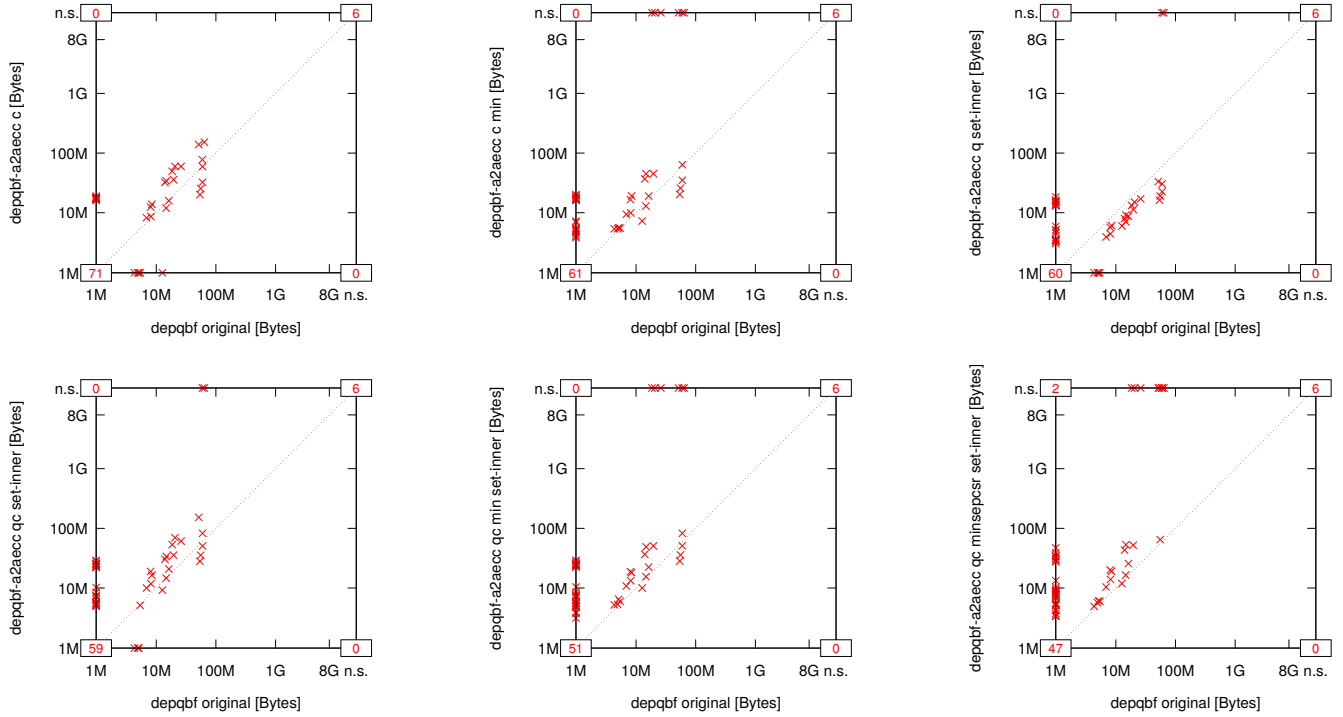 n.s. 0 6
8G
1G
100M
10M
1M 71 0
1M 10M 100M 1G 8G n.s.
depqbf original [Bytes]
depqbf-a2aecc c [Bytes]
n.s. 0 6
8G
1G
100M
10M
1M 61 0
1M 10M 100M 1G 8G n.s.
depqbf original [Bytes]
depqbf-a2aecc c min [Bytes]
n.s. 0 6
8G
1G
100M
10M
1M 60 0
1M 10M 100M 1G 8G n.s.
depqbf original [Bytes]
depqbf-a2aecc q set-inner [Bytes]
n.s. 0 6
8G
1G
100M
10M
1M 59 0
1M 10M 100M 1G 8G n.s.
depqbf original [Bytes]
depqbf-a2aecc qc set-inner [Bytes]
n.s. 0 6
8G
1G
100M
10M
1M 51 0
1M 10M 100M 1G 8G n.s.
depqbf original [Bytes]
depqbf-a2aecc qc min set-inner [Bytes]
n.s. 2 6
8G
1G
100M
10M
1M 47 0
1M 10M 100M 1G 8G n.s.
depqbf original [Bytes]
depqbf-a2aecc qc minsepcsr set-inner [Bytes]